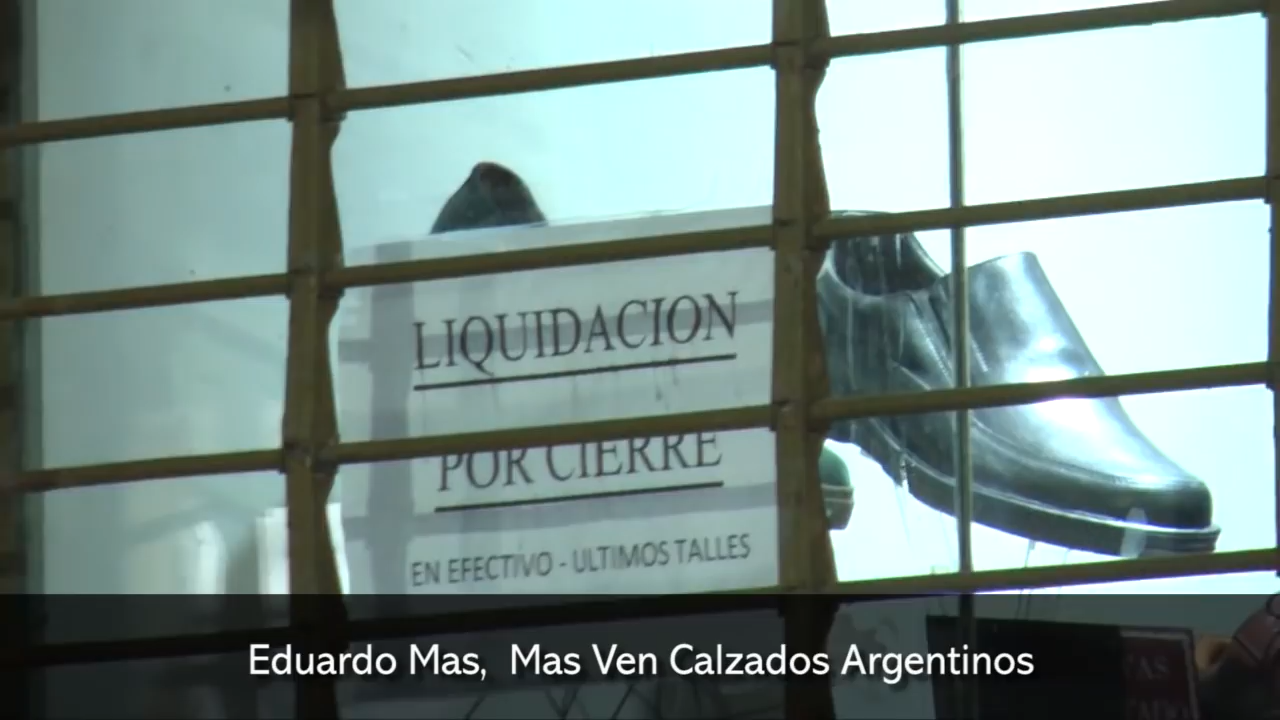 LIQUIDACION
POR CIERRE
EN EFECTIVO - ULTIMOS TALLES
Eduardo Mas,  Mas Ven Calzados Argentinos